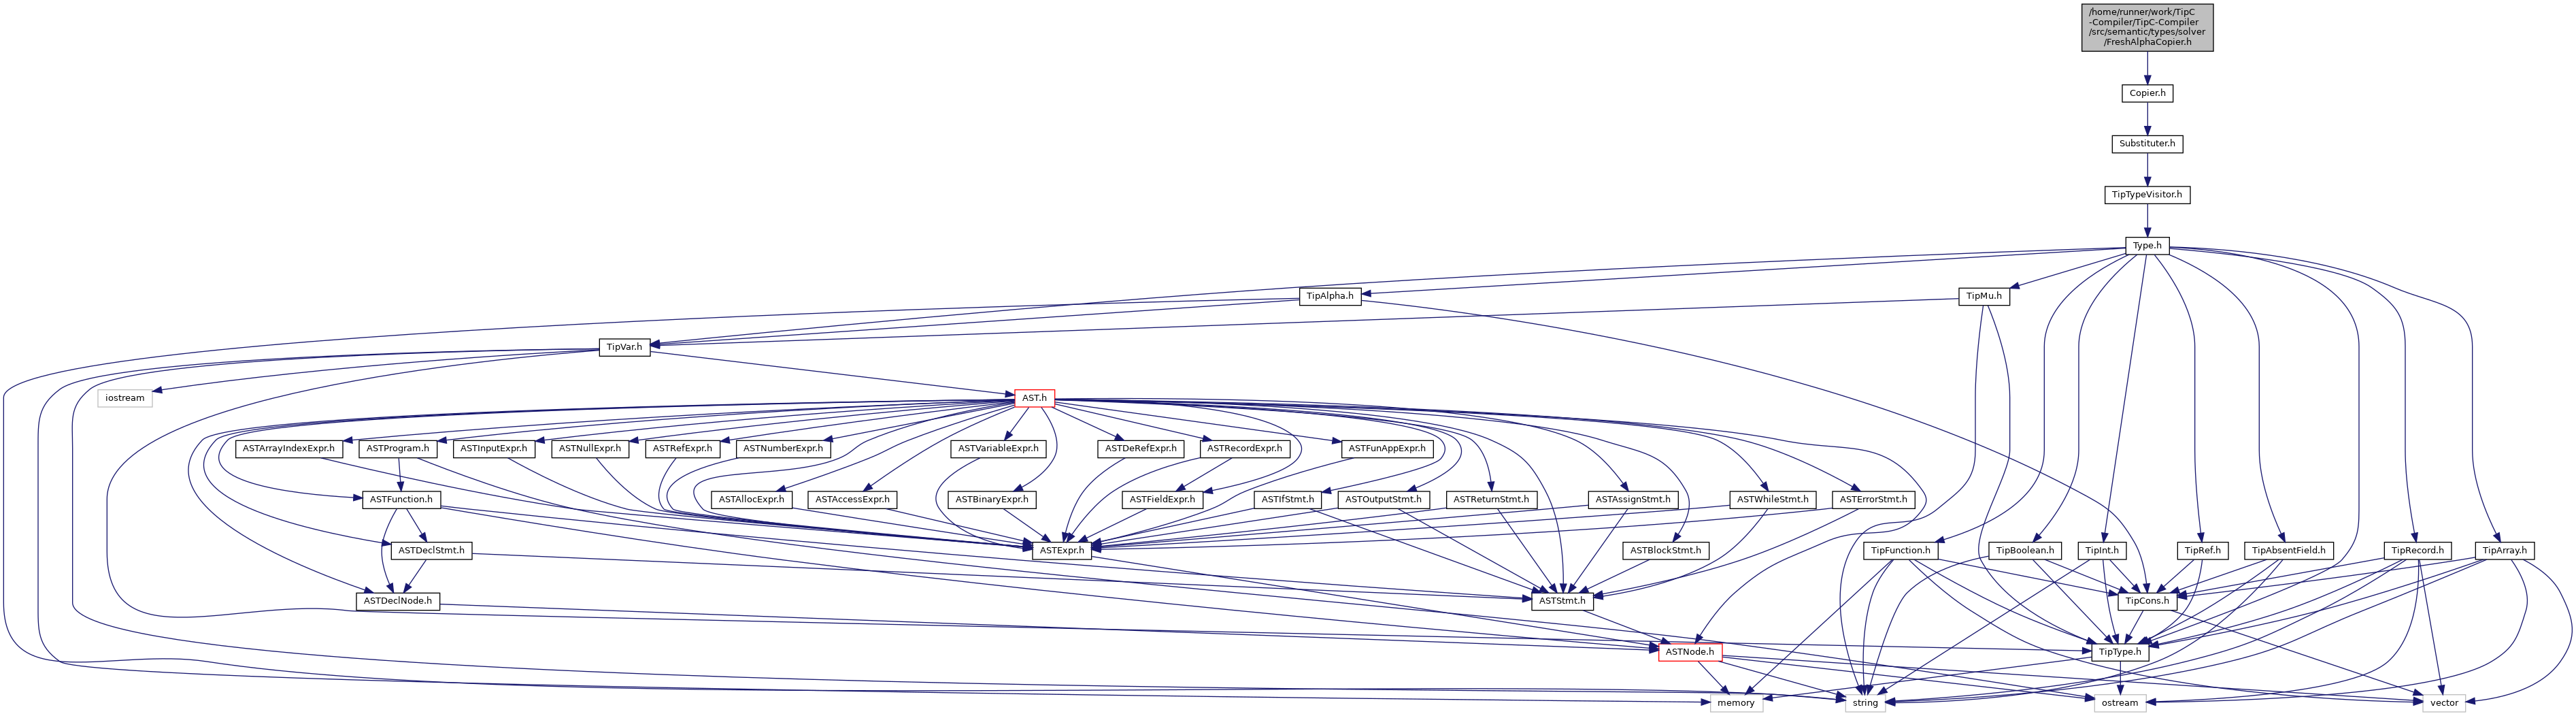 /home/runner/work/TipC
-Compiler/TipC-Compiler
/src/semantic/types/solver
/FreshAlphaCopier.h
Copier.h
Substituter.h
TipTypeVisitor.h
Type.h
TipAlpha.h
TipMu.h
TipVar.h
iostream
AST.h
ASTArrayIndexExpr.h
ASTProgram.h
ASTInputExpr.h
ASTNullExpr.h
ASTRefExpr.h
ASTNumberExpr.h
ASTVariableExpr.h
ASTDeRefExpr.h
ASTRecordExpr.h
ASTFunAppExpr.h
ASTFunction.h
ASTAllocExpr.h
ASTAccessExpr.h
ASTBinaryExpr.h
ASTFieldExpr.h
ASTIfStmt.h
ASTOutputStmt.h
ASTReturnStmt.h
ASTAssignStmt.h
ASTWhileStmt.h
ASTErrorStmt.h
ASTDeclStmt.h
ASTExpr.h
ASTBlockStmt.h
TipFunction.h
TipBoolean.h
TipInt.h
TipRef.h
TipAbsentField.h
TipRecord.h
TipArray.h
ASTDeclNode.h
ASTStmt.h
TipCons.h
ASTNode.h
TipType.h
memory
string
ostream
vector